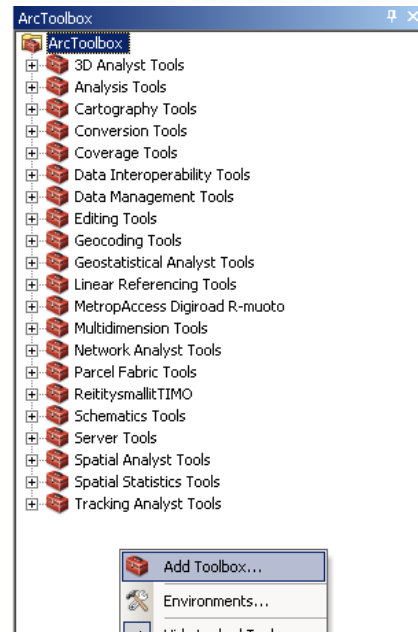 ArcToolbox
ArcToolbox
3D Analyst Tools
Analysis Tools
Cartography Tools
Conversion Tools
Coverage Tools
Data Interoperability Tools
Data Management Tools
Editing Tools
Geocoding Tools
Geostatistical Analyst Tools
Linear Referencing Tools
MetropAccess Digiroad R-muoto
Multidimension Tools
Network Analyst Tools
Parcel Fabric Tools
ReititysmallitTIMO
Schematics Tools
Server Tools
Spatial Analyst Tools
Spatial Statistics Tools
Tracking Analyst Tools
Add Toolbox...
Environments...